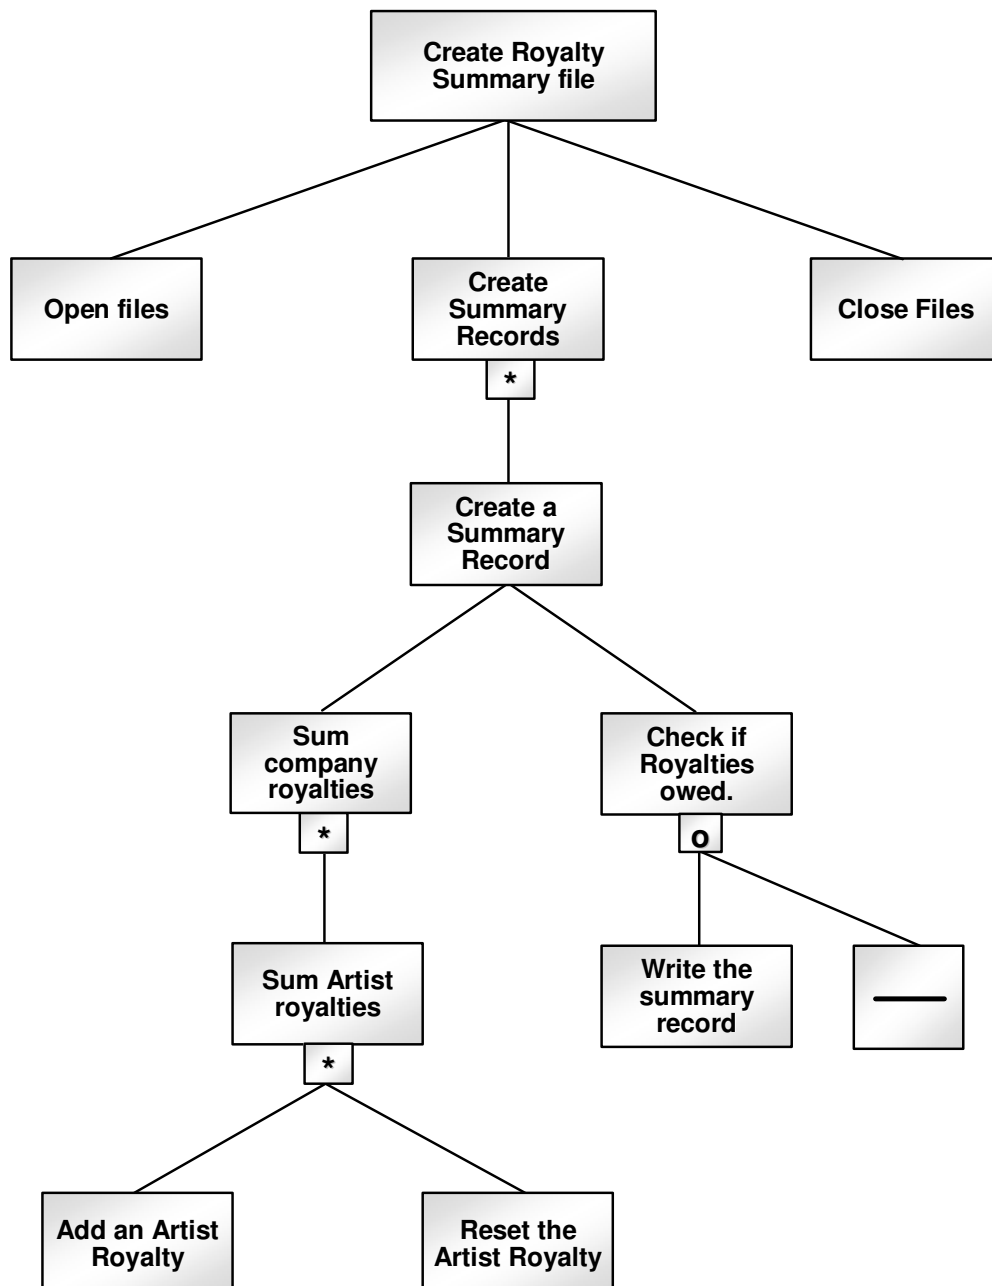 Create Royalty
Summary file
Open files
Create
Summary
Records
Close Files
*
Create a
Summary
Record
Sum
company
royalties
Check if
Royalties
owed.
*
o
Sum Artist
royalties
Write the
summary
record
*
Add an Artist
Royalty
Reset the
Artist Royalty